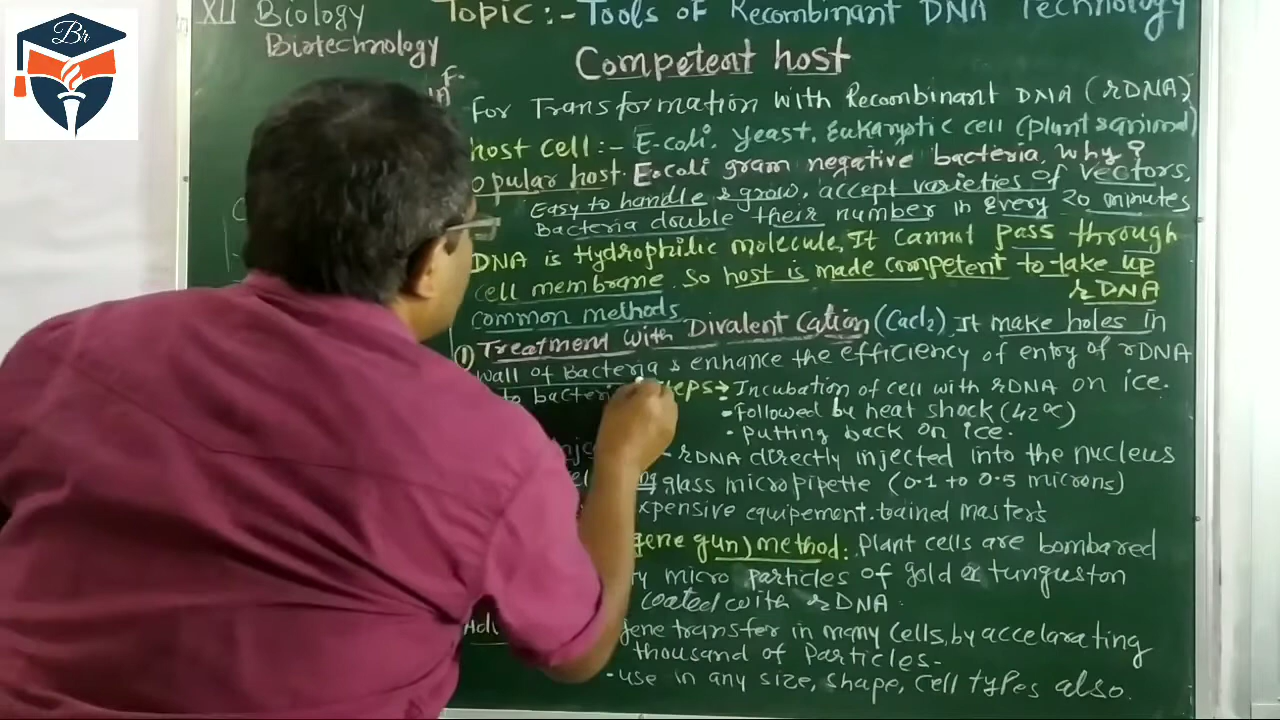 XII Biology Topic :- Tools of Recombinant DNA Technology
Biotechnology
Br
Competent host
For Transformation with Recombinant DNA (rDNA)
host cell :- E-coli, yeast, Eukaryotic cell (plant & animal)
opular host. E.coli gram negative bacteria, why?
Easy to handle & grow, accept varieties of vectors,
Bacteria double their number in every 20 minutes
DNA is Hydrophilic molecule, It cannot pass through
cell membrane. So host is made competent to take up
rDNA
common methods
① Treatment with Divalent Cation (Cacl2) It make holes in
wall of bacteria & enhance the efficiency of entry of rDNA
to bacteri teps → Incubation of cell with rDNA on ice.
• Followed by heat shock (42°c)
• putting back on ice.
- rDNA directly injected into the nucleus
glass micropipette (0.1 to 0.5 microns)
xpensive equipement. trained masters
gene gun) method: Plant cells are bombared
micro particles of gold or tunguston
coated with rDNA.
gene transfer in many cells, by accelarating
thousand of Particles-
• use in any size, shape, cell types also.